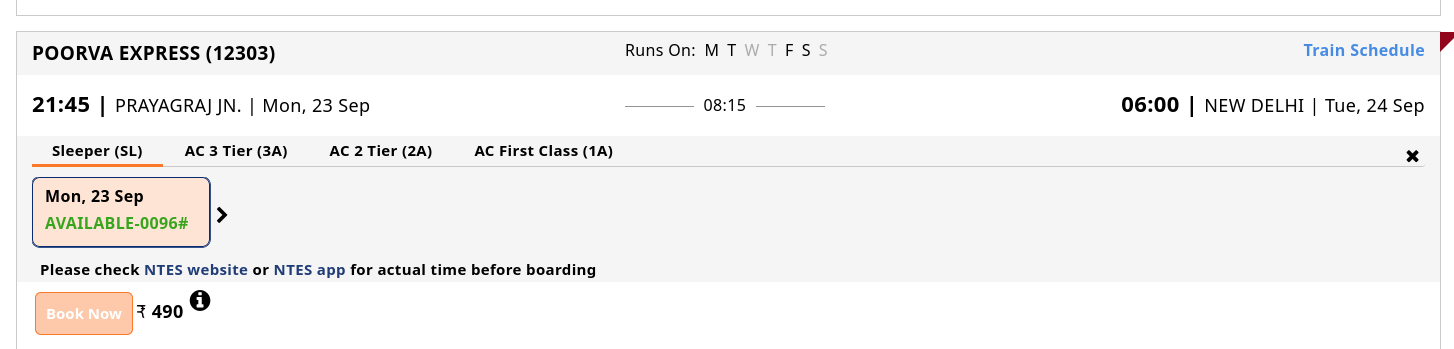 POORVA EXPRESS (12303) Runs On: M T W T F S S Train Schedule
21:45 | PRAYAGRAJ JN. | Mon, 23 Sep 08:15 06:00 | NEW DELHI | Tue, 24 Sep
Sleeper (SL) AC 3 Tier (3A) AC 2 Tier (2A) AC First Class (1A)
Mon, 23 Sep
AVAILABLE-0096#
Please check NTES website or NTES app for actual time before boarding
Book Now ₹ 490